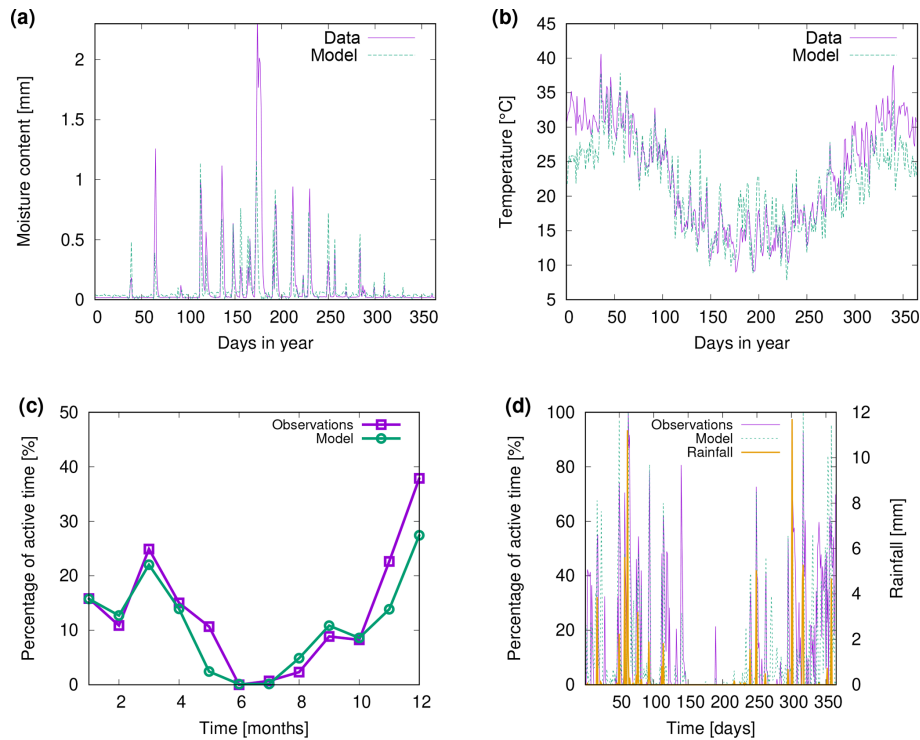 (a)
Data
Model
Moisture content [mm]
2
1.5
1
0.5
0
0 50 100 150 200 250 300 350
Days in year
(b)
Data
Model
Temperature [°C]
45
40
35
30
25
20
15
10
5
0 50 100 150 200 250 300 350
Days in year
(c)
Observations
Model
Percentage of active time [%]
50
40
30
20
10
0
2 4 6 8 10 12
Time [months]
(d)
Observations
Model
Rainfall
Percentage of active time [%]
100
80
60
40
20
0
12
10
8
6
4
2
0
Rainfall [mm]
50 100 150 200 250 300 350
Time [days]